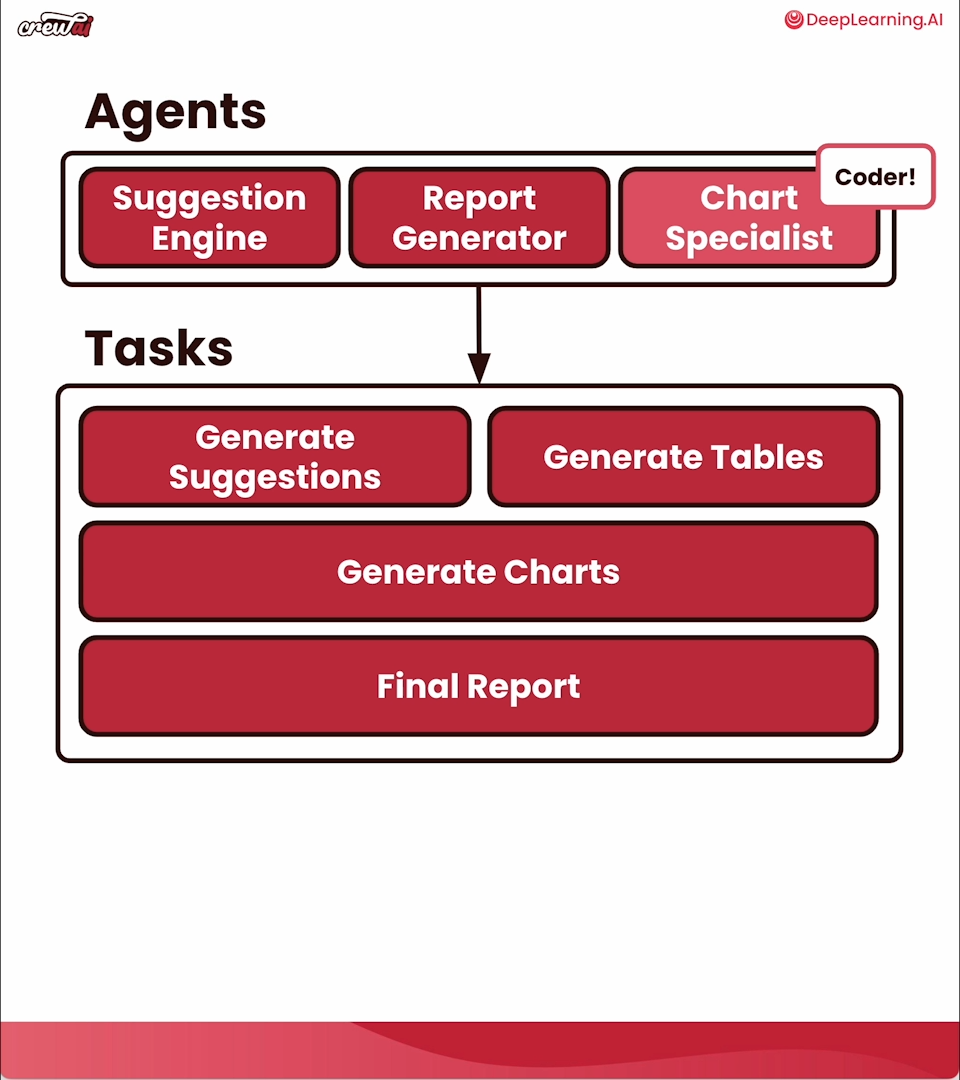 crewai
DeepLearning.AI
Agents
Coder!
Suggestion
Engine
Report
Generator
Chart
Specialist
Tasks
Generate
Suggestions
Generate Tables
Generate Charts
Final Report